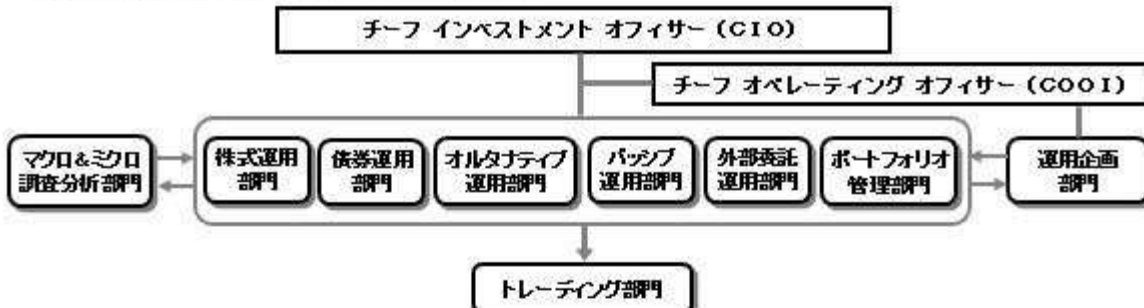 チーフ インベストメント オフィサー (CIO)
チーフ オペレーティング オフィサー (COOI)
マクロ&ミクロ
調査分析部門
株式運用
部門
債券運用
部門
オルタナティブ
運用部門
パッシブ
運用部門
外部委託
運用部門
ポートフォリオ
管理部門
運用企画
部門
トレーディング部門